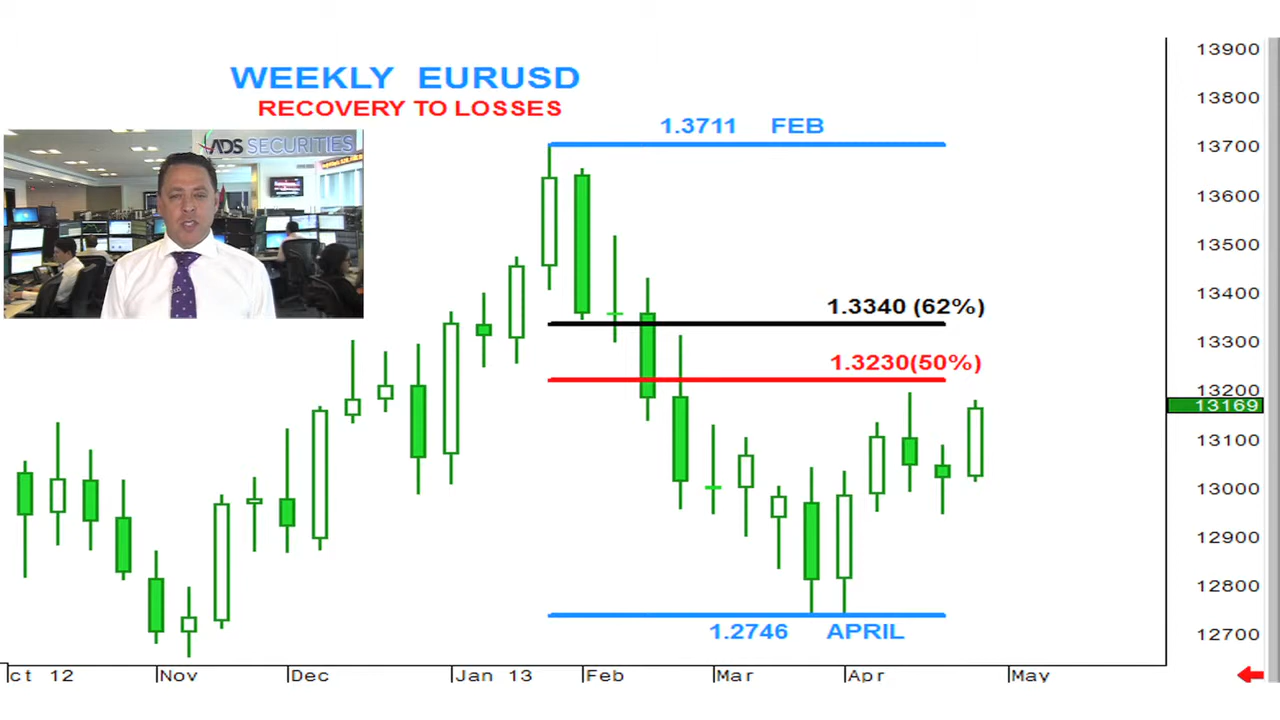 WEEKLY EURUSD
RECOVERY TO LOSSES
ADS SECURITIES
1.3711 FEB
1.3340 (62%)
1.3230(50%)
1.2746 APRIL
13900
13800
13700
13600
13500
13400
13300
13200
13169
13100
13000
12900
12800
12700
ct 12 Nov Dec Jan 13 Feb Mar Apr May